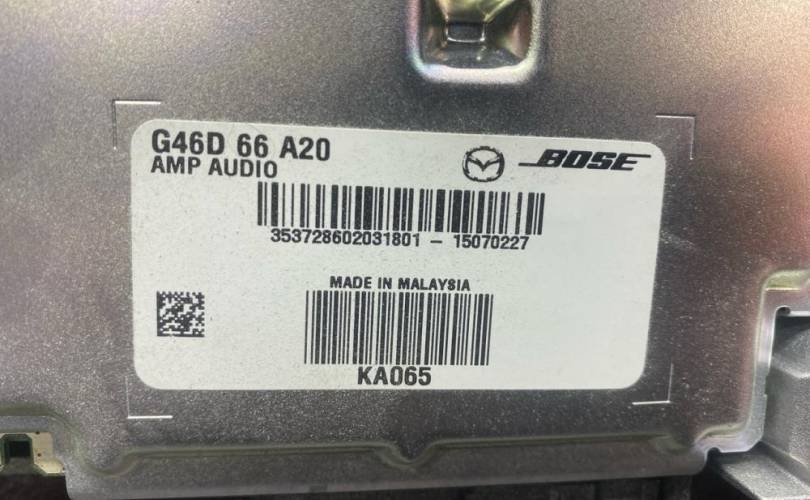 G46D 66 A20
AMP AUDIO
BOSE
353728602031801 - 15070227
MADE IN MALAYSIA
KA065